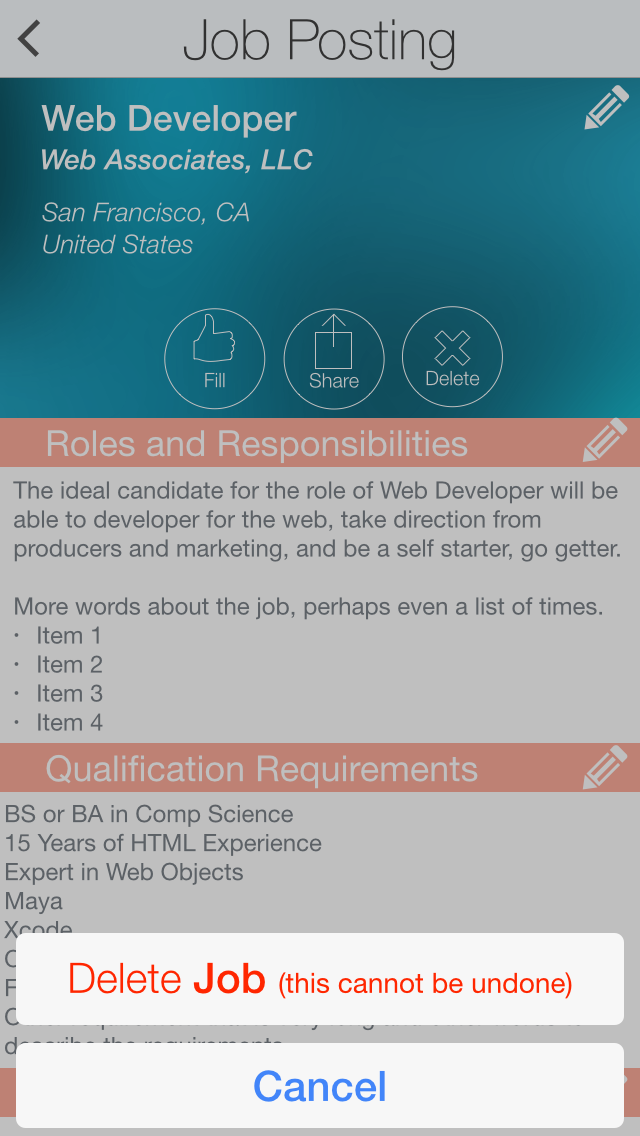 Job Posting
Web Developer
Web Associates, LLC
San Francisco, CA
United States
Fill
Share
Delete
Roles and Responsibilities
The ideal candidate for the role of Web Developer will be
able to developer for the web, take direction from
producers and marketing, and be a self starter, go getter.
More words about the job, perhaps even a list of times.
• Item 1
• Item 2
• Item 3
• Item 4
Qualification Requirements
BS or BA in Comp Science
15 Years of HTML Experience
Expert in Web Objects
Maya
Xcode
describe the requirements
Delete Job (this cannot be undone)
Cancel